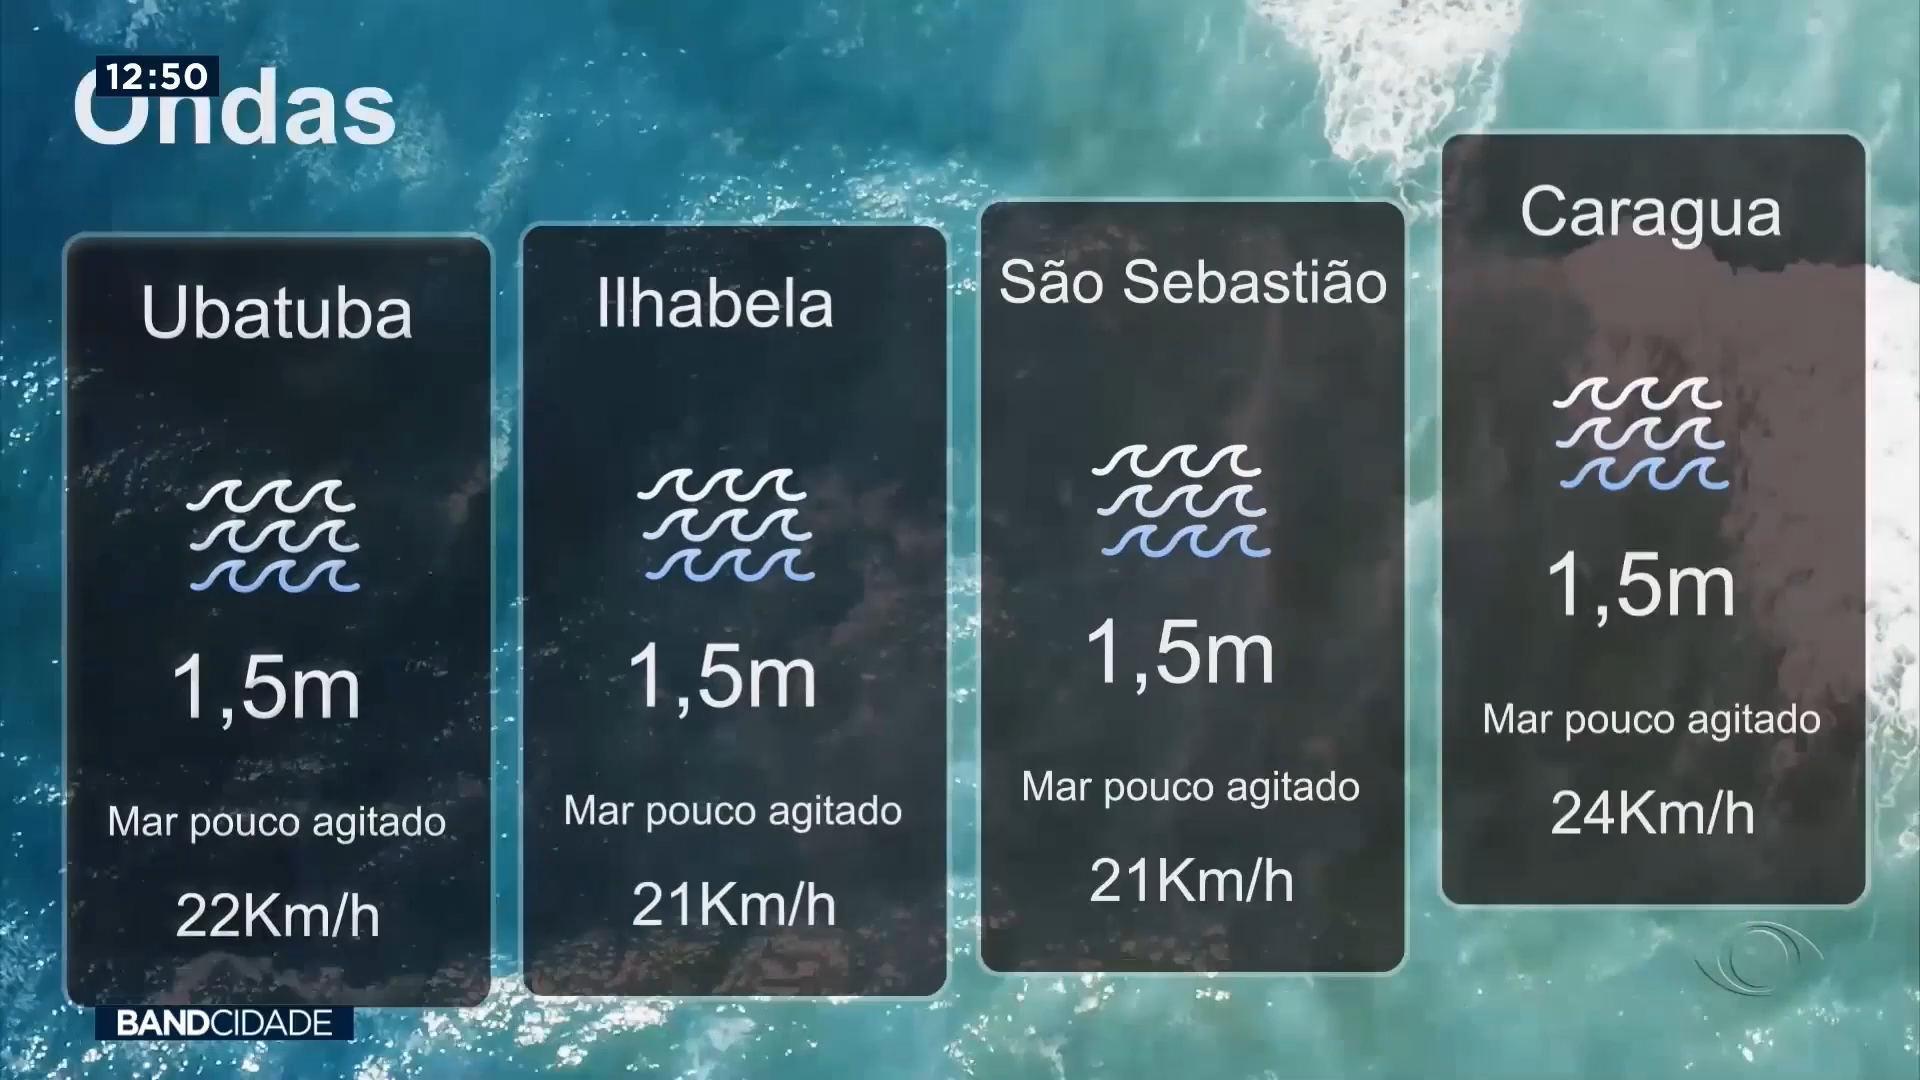 12:50
Ondas
Ubatuba
1,5m
Mar pouco agitado
22Km/h
Ilhabela
1,5m
Mar pouco agitado
21Km/h
São Sebastião
1,5m
Mar pouco agitado
21Km/h
Caragua
1,5m
Mar pouco agitado
24Km/h
BANDCIDADE